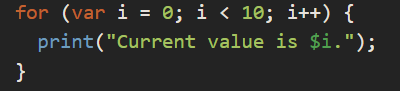 for (var i = 0; i < 10; i++) {
  print("Current value is $i.");
}